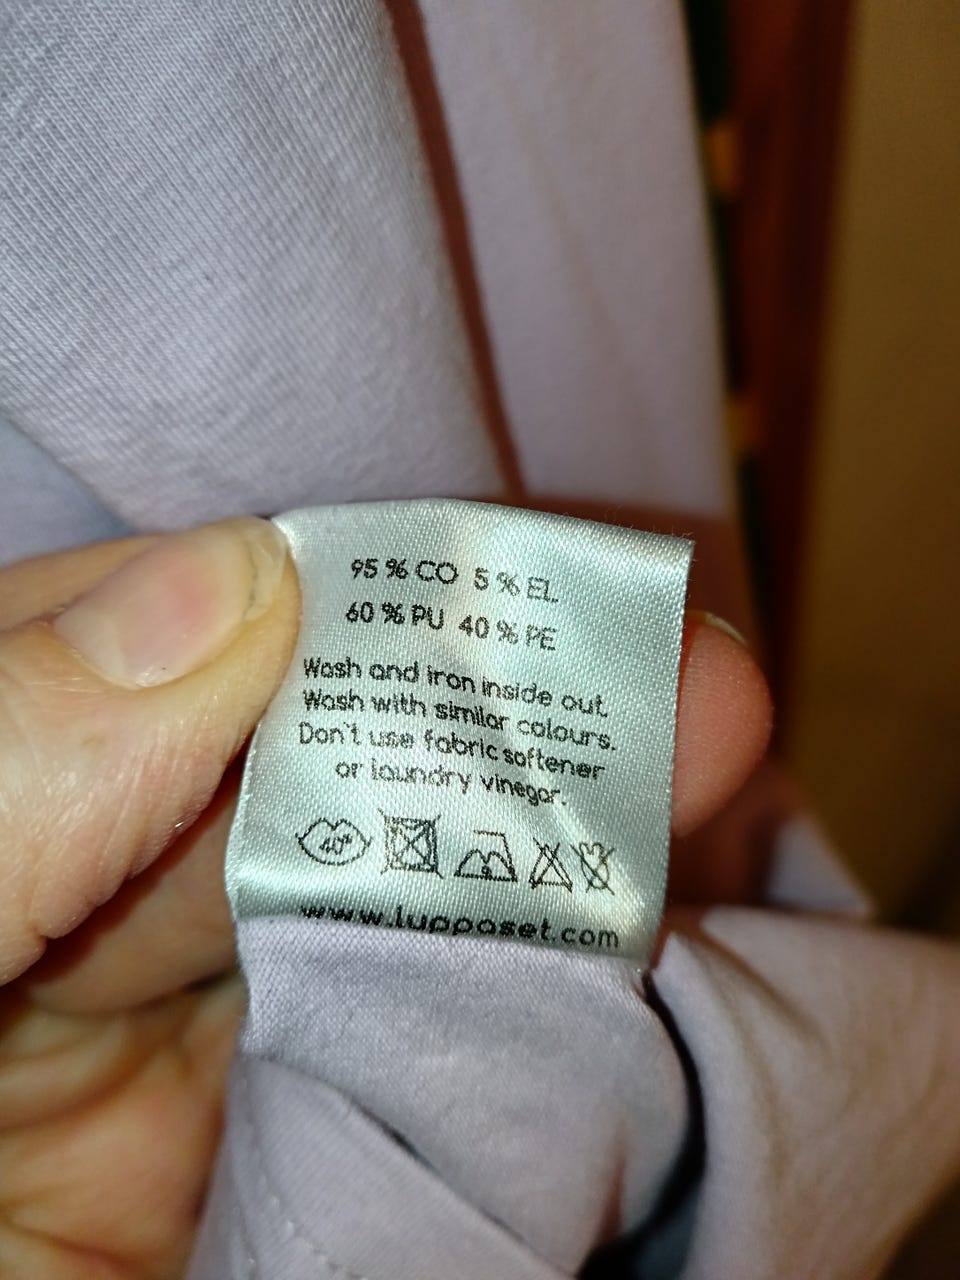 95 % CO 5 % EL
60 % PU 40 % PE
Wash and iron inside out.
Wash with similar colours.
Don't use fabric softener
or laundry vinegar.
40°
www.luppaset.com